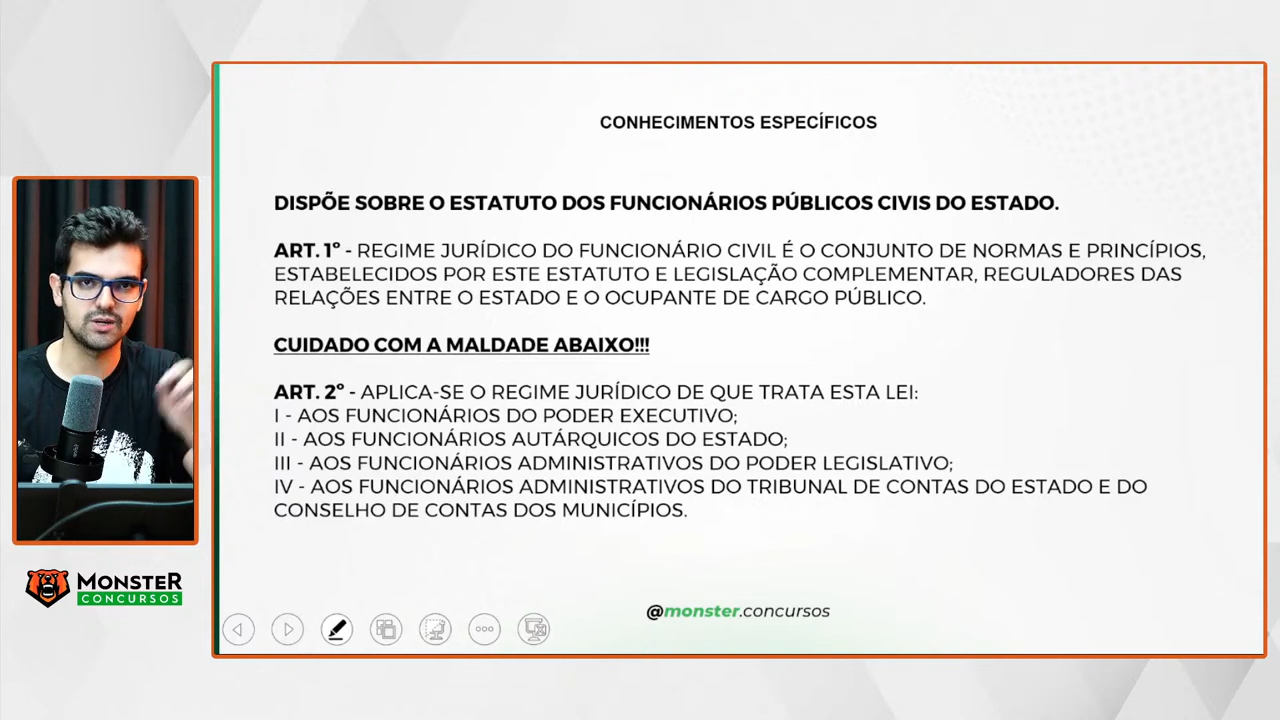 CONHECIMENTOS ESPECÍFICOS
DISPÕE SOBRE O ESTATUTO DOS FUNCIONÁRIOS PÚBLICOS CIVIS DO ESTADO.
ART. 1º - REGIME JURÍDICO DO FUNCIONÁRIO CIVIL É O CONJUNTO DE NORMAS E PRINCÍPIOS,
ESTABELECIDOS POR ESTE ESTATUTO E LEGISLAÇÃO COMPLEMENTAR, REGULADORES DAS
RELAÇÕES ENTRE O ESTADO E O OCUPANTE DE CARGO PÚBLICO.
CUIDADO COM A MALDADE ABAIXO!!!
ART. 2º - APLICA-SE O REGIME JURÍDICO DE QUE TRATA ESTA LEI:
I - AOS FUNCIONÁRIOS DO PODER EXECUTIVO;
II - AOS FUNCIONÁRIOS AUTÁRQUICOS DO ESTADO;
III - AOS FUNCIONÁRIOS ADMINISTRATIVOS DO PODER LEGISLATIVO;
IV - AOS FUNCIONÁRIOS ADMINISTRATIVOS DO TRIBUNAL DE CONTAS DO ESTADO E DO
CONSELHO DE CONTAS DOS MUNICÍPIOS.
MONSTER
CONCURSOS
@monster.concursos